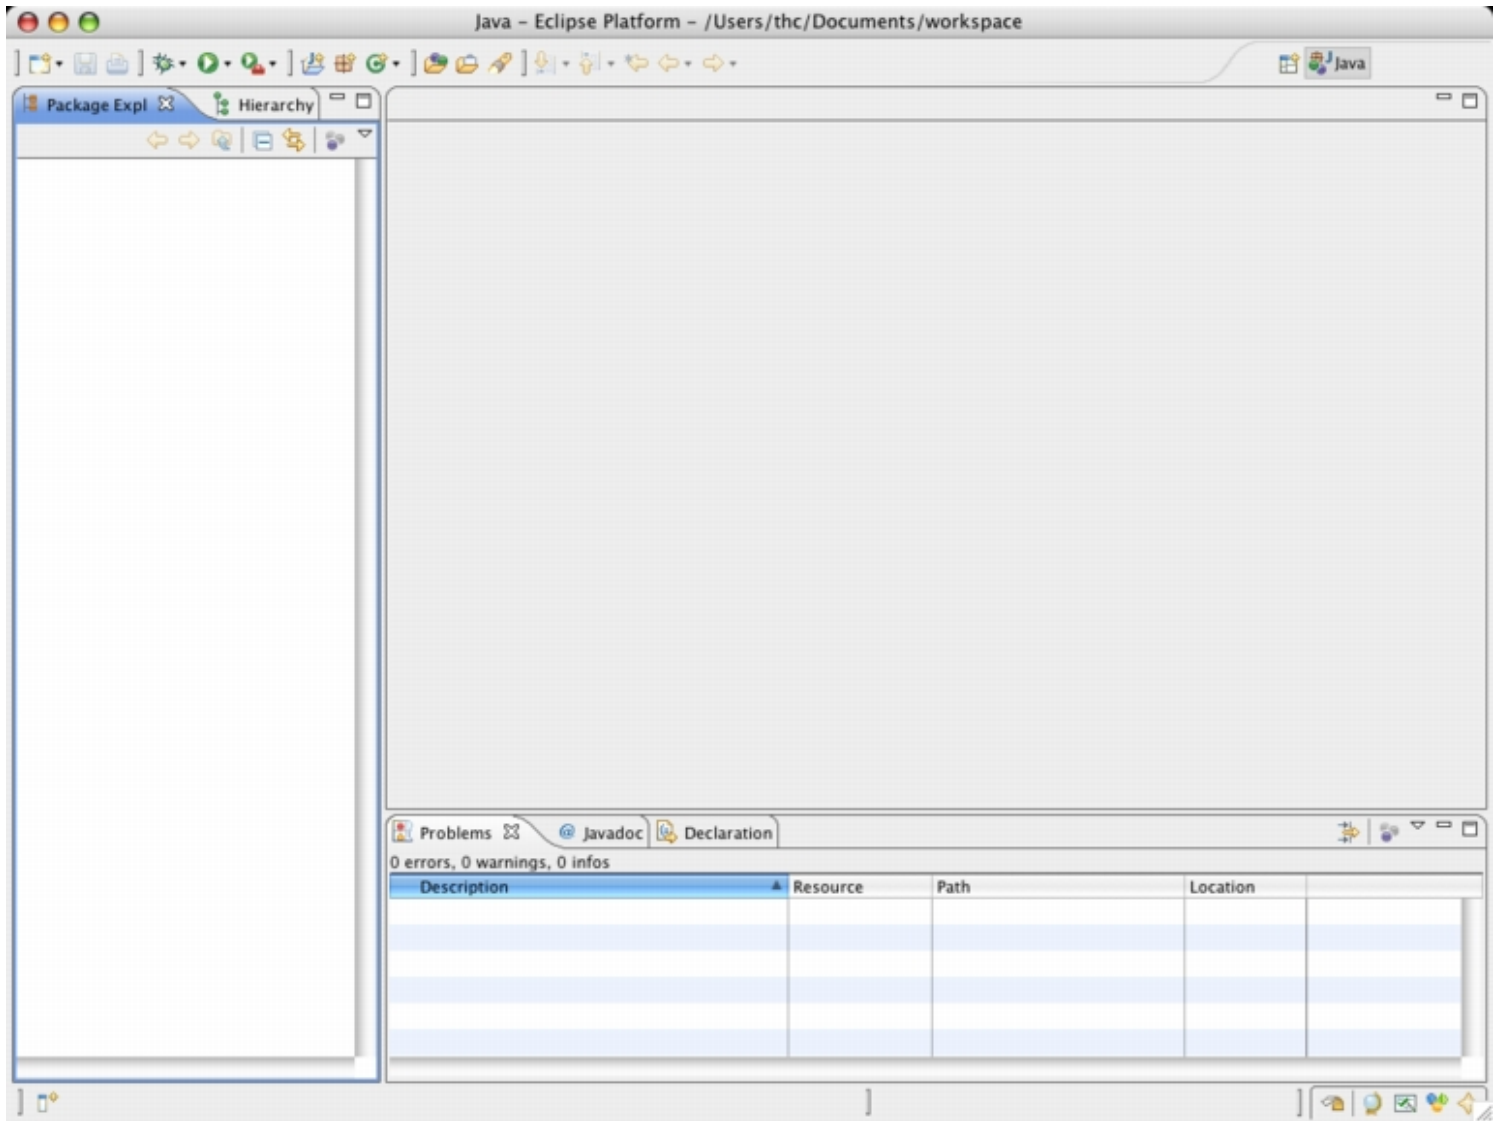 Java – Eclipse Platform – /Users/thc/Documents/workspace
Java
Package Expl
Hierarchy
Problems
Javadoc
Declaration
0 errors, 0 warnings, 0 infos
Description
Resource
Path
Location